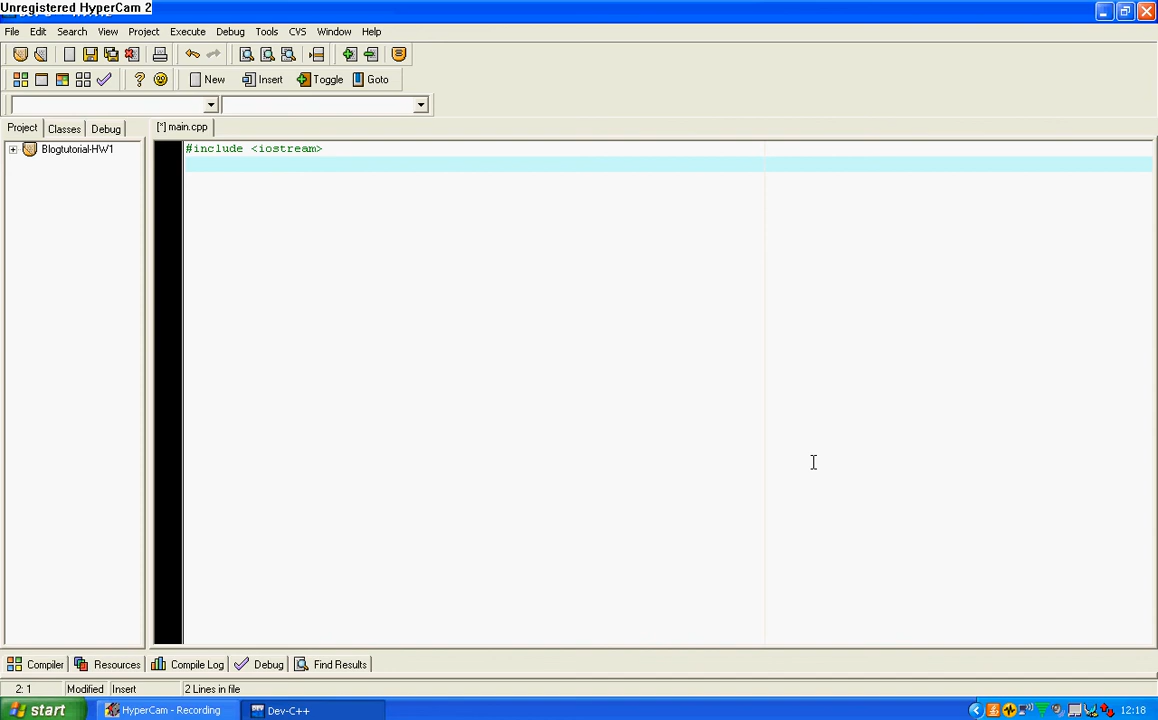 Unregistered HyperCam 2
File Edit Search View Project Execute Debug Tools CVS Window Help
New Insert Toggle Goto
Project Classes Debug [*] main.cpp
Blogtutorial-HW1
#include <iostream>
Compiler Resources Compile Log Debug Find Results
2: 1 Modified Insert 2 Lines in file
start HyperCam - Recording Dev-C++ 12:18